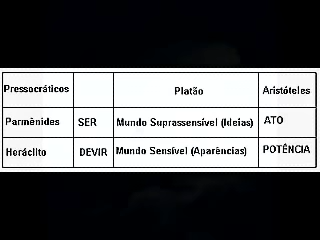 Pressocráticos Platão Aristóteles
Parmênides SER Mundo Suprassensível (Ideias) ATO
Heráclito DEVIR Mundo Sensível (Aparências) POTÊNCIA